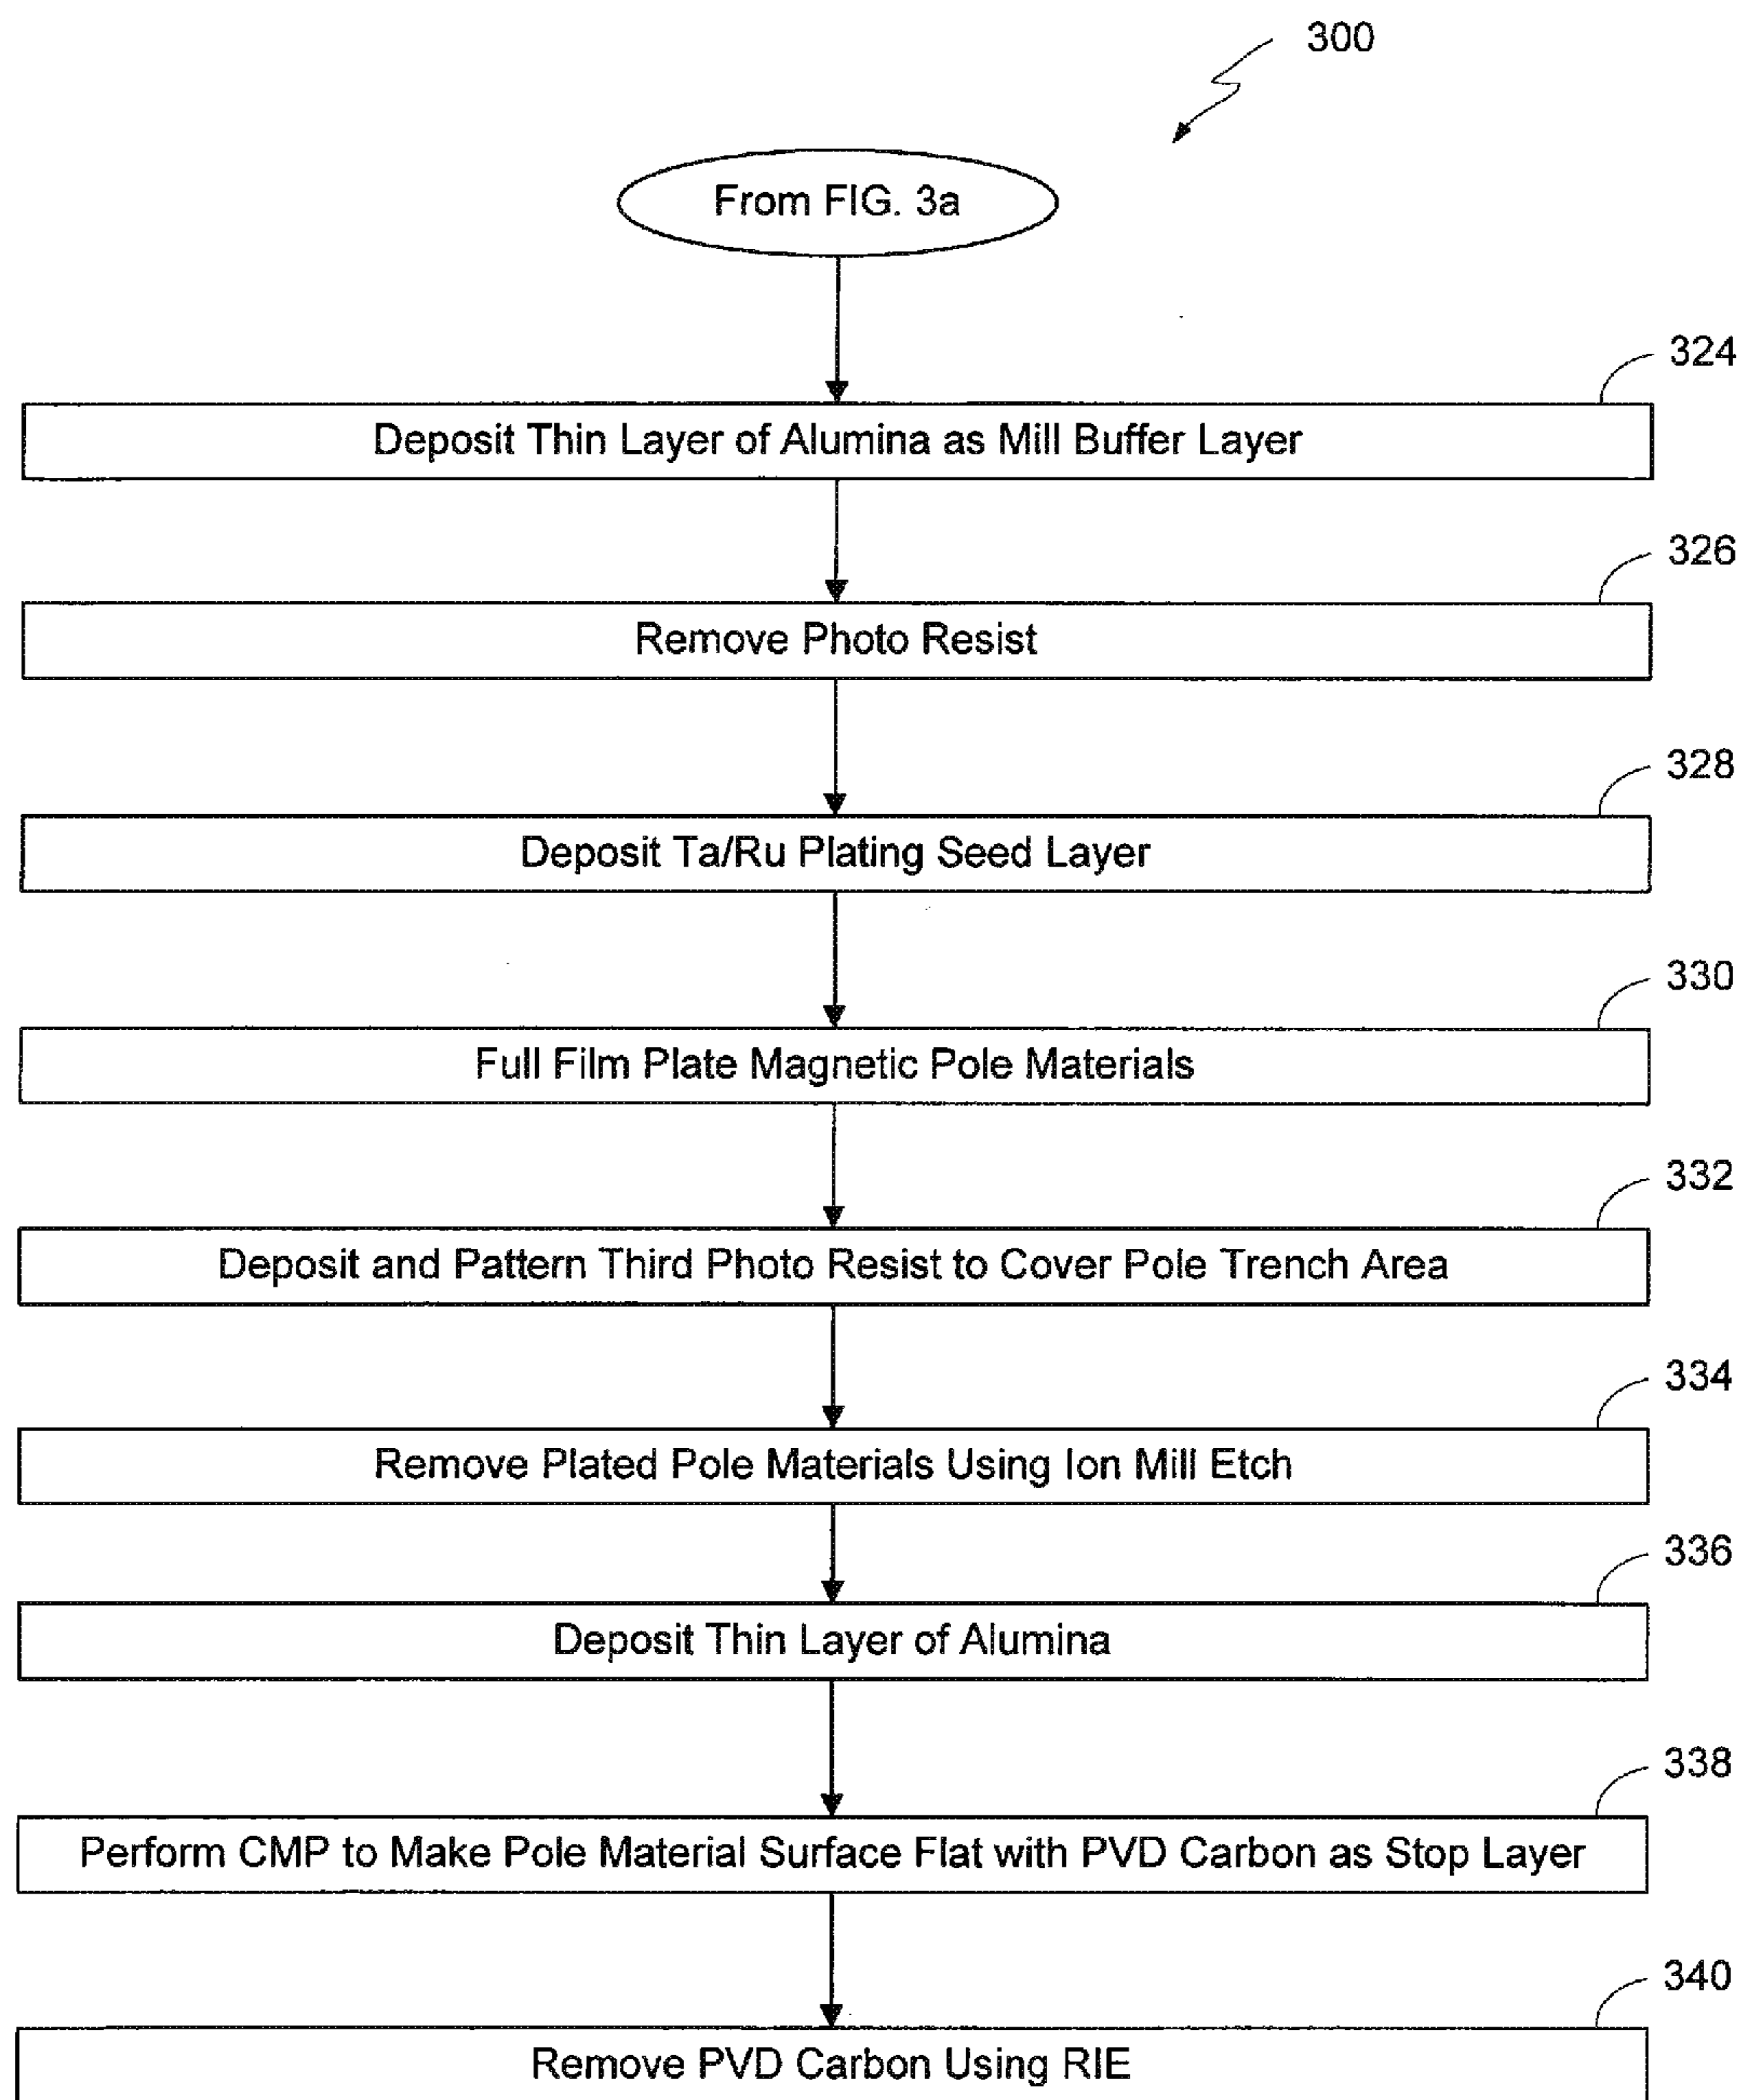 300
From FIG. 3a
324
Deposit Thin Layer of Alumina as Mill Buffer Layer
326
Remove Photo Resist
328
Deposit Ta/Ru Plating Seed Layer
330
Full Film Plate Magnetic Pole Materials
332
Deposit and Pattern Third Photo Resist to Cover Pole Trench Area
334
Remove Plated Pole Materials Using Ion Mill Etch
336
Deposit Thin Layer of Alumina
338
Perform CMP to Make Pole Material Surface Flat with PVD Carbon as Stop Layer
340
Remove PVD Carbon Using RIE